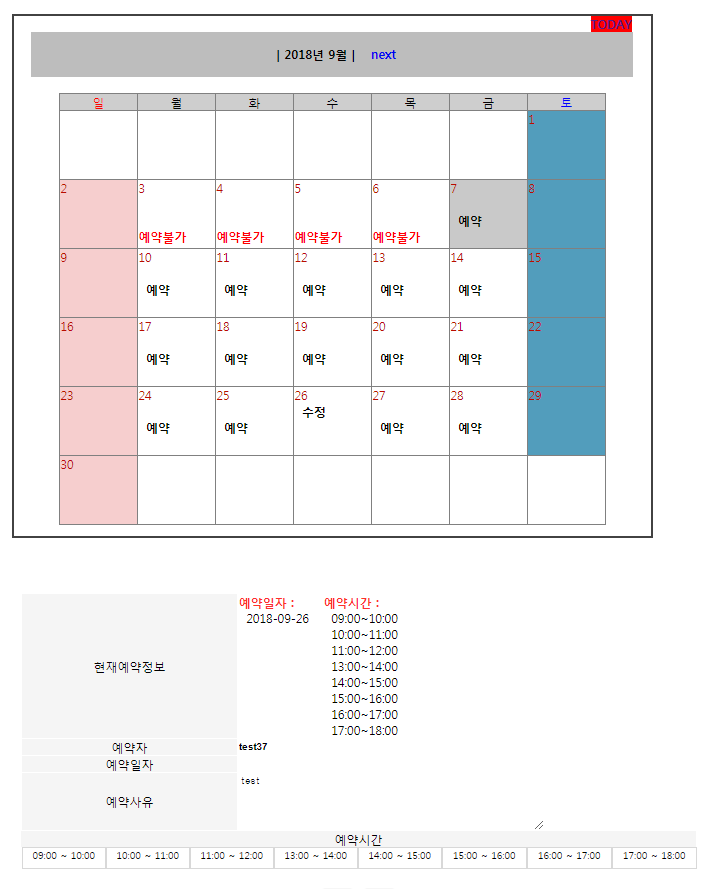 TODAY
| 2018년 9월 | next
일 월 화 수 목 금 토
1
2 3 4 5 6 7 8
예약
예약불가 예약불가 예약불가 예약불가
9 10 11 12 13 14 15
예약 예약 예약 예약 예약
16 17 18 19 20 21 22
예약 예약 예약 예약 예약
23 24 25 26 27 28 29
수정
예약 예약 예약 예약
30
예약일자 : 예약시간 :
2018-09-26 09:00~10:00
10:00~11:00
11:00~12:00
13:00~14:00
현재예약정보
14:00~15:00
15:00~16:00
16:00~17:00
17:00~18:00
예약자 test37
예약일자
test
예약사유
예약시간
09:00 ~ 10:00 10:00 ~ 11:00 11:00 ~ 12:00 13:00 ~ 14:00 14:00 ~ 15:00 15:00 ~ 16:00 16:00 ~ 17:00 17:00 ~ 18:00